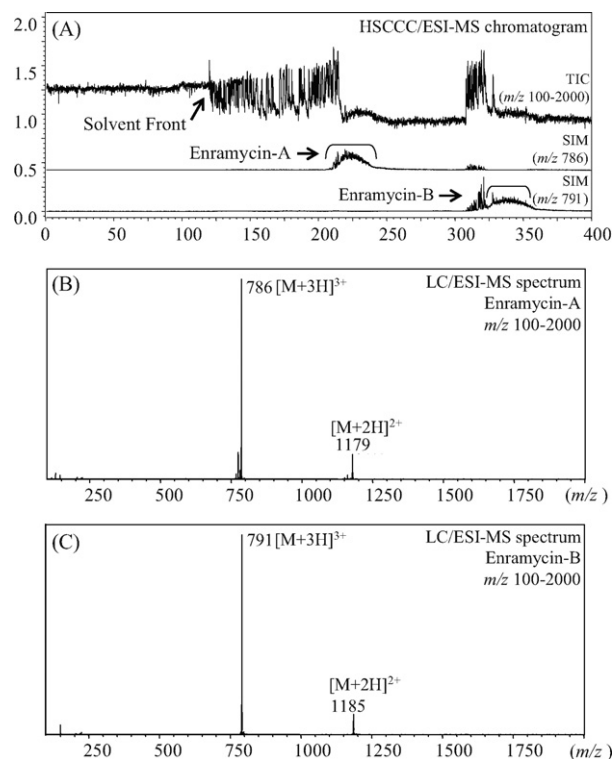 (A) HSCCC/ESI-MS chromatogram
2.0
1.5
1.0
0.5
0.0
TIC
(m/z 100-2000)
Solvent Front
SIM
(m/z 786)
Enramycin-A
SIM
(m/z 791)
Enramycin-B
0 50 100 150 200 250 300 350 400
(B) LC/ESI-MS spectrum
Enramycin-A
m/z 100-2000
786 [M+3H]³⁺
[M+2H]²⁺
1179
250 500 750 1000 1250 1500 1750 (m/z )
(C) LC/ESI-MS spectrum
Enramycin-B
m/z 100-2000
791 [M+3H]³⁺
[M+2H]²⁺
1185
250 500 750 1000 1250 1500 1750 (m/z )